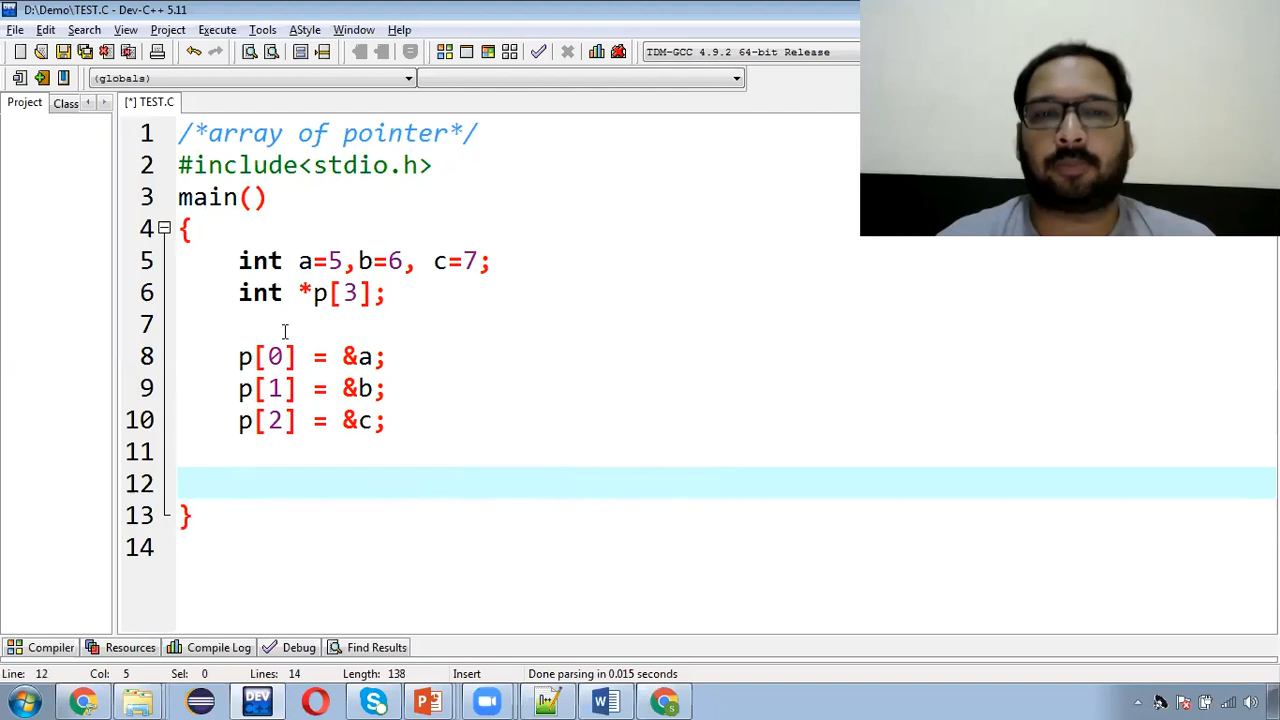 D:\Demo\TEST.C - Dev-C++ 5.11
File Edit Search View Project Execute Tools AStyle Window Help
TDM-GCC 4.9.2 64-bit Release
(globals)
Project Class [*] TEST.C
1 /*array of pointer*/
2 #include<stdio.h>
3 main()
4 {
5 int a=5,b=6, c=7;
6 int *p[3];
7
8 p[0] = &a;
9 p[1] = &b;
10 p[2] = &c;
11
12
13 }
14
Compiler Resources Compile Log Debug Find Results
Line: 12 Col: 5 Sel: 0 Lines: 14 Length: 138 Insert Done parsing in 0.015 seconds
DEV